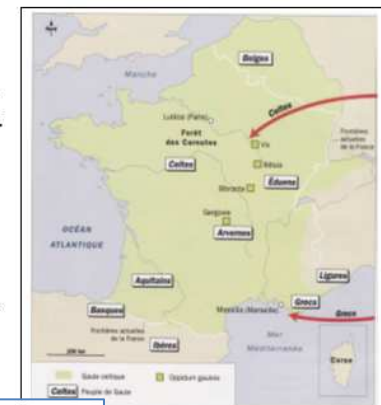 Nord
Belges
Manche
Celtes
Lutèce (Paris)
Forêt
des Carnutes
Vix
Frontières
actuelles
de la France
Alésia
Celtes
Éduens
Bibracte
OCÉAN
ATLANTIQUE
Gergovie
Arvernes
Aquitains
Ligures
Basques
Massalia (Marseille)
Grecs
Grecs
Frontières actuelles
de la France
Ibères
Mer
Méditerranée
Corse
Gaule celtique
Oppidum gaulois
Celtes Peuple de Gaule